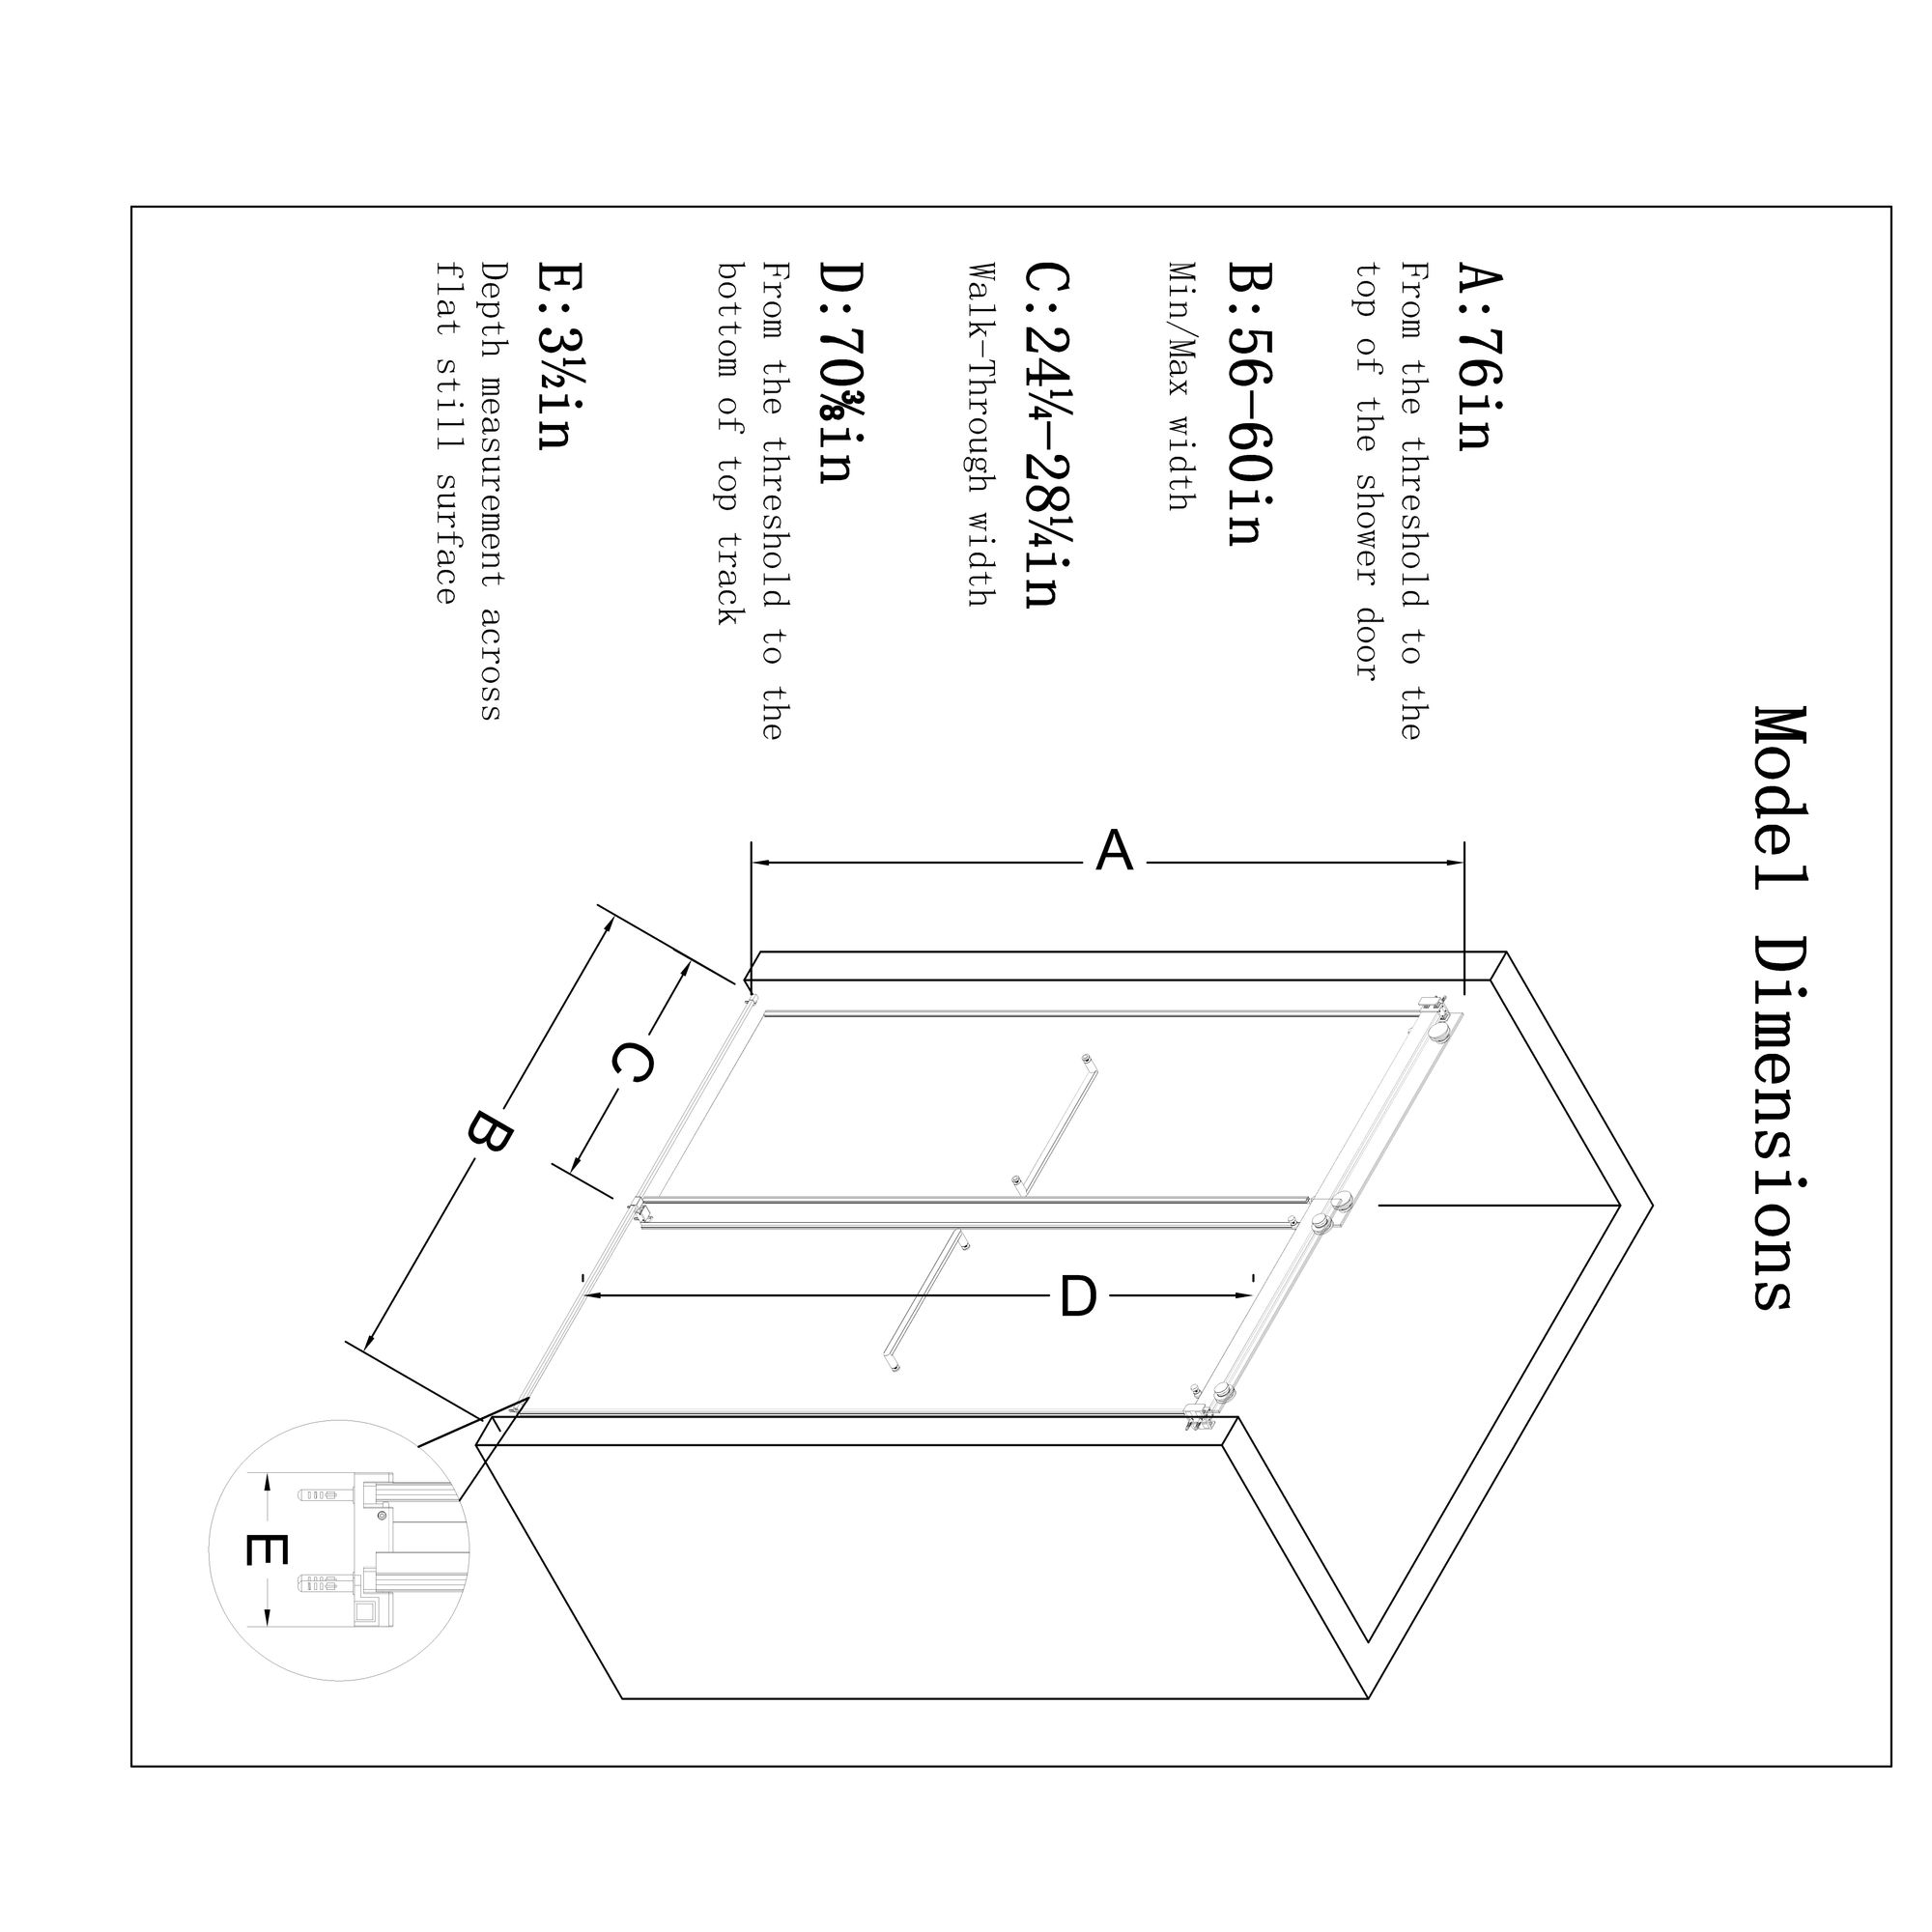 Model Dimensions
A:76in
From the threshold to the
top of the shower door
B:56-60in
Min/Max width
C:24¼-28¼in
Walk-Through width
D:70⅜in
From the threshold to the
bottom of top track
E:3½in
Depth measurement across
flat still surface
A
D
C
B
E